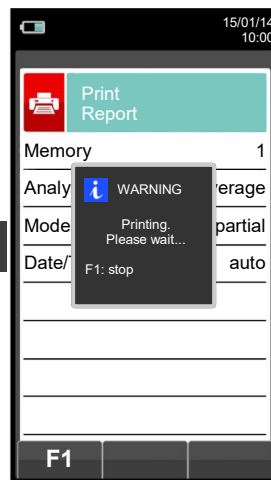 15/01/14
10:00
Print
Report
Memory 1
Analy verage
Mode partial
Date/ auto
i WARNING
Printing.
Please wait...
F1: stop
F1